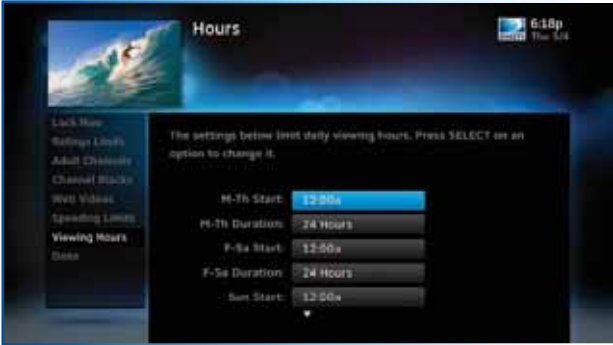 Hours
6:18p
Thu 5/4
Lock Now
Ratings Limits
Adult Channels
Channel Blocks
Web Videos
Spending Limits
Viewing Hours
Done
The settings below limit daily viewing hours. Press SELECT on an
option to change it.
M-Th Start: 12:00a
M-Th Duration: 24 Hours
F-Sa Start: 12:00a
F-Sa Duration: 24 Hours
Sun Start: 12:00a